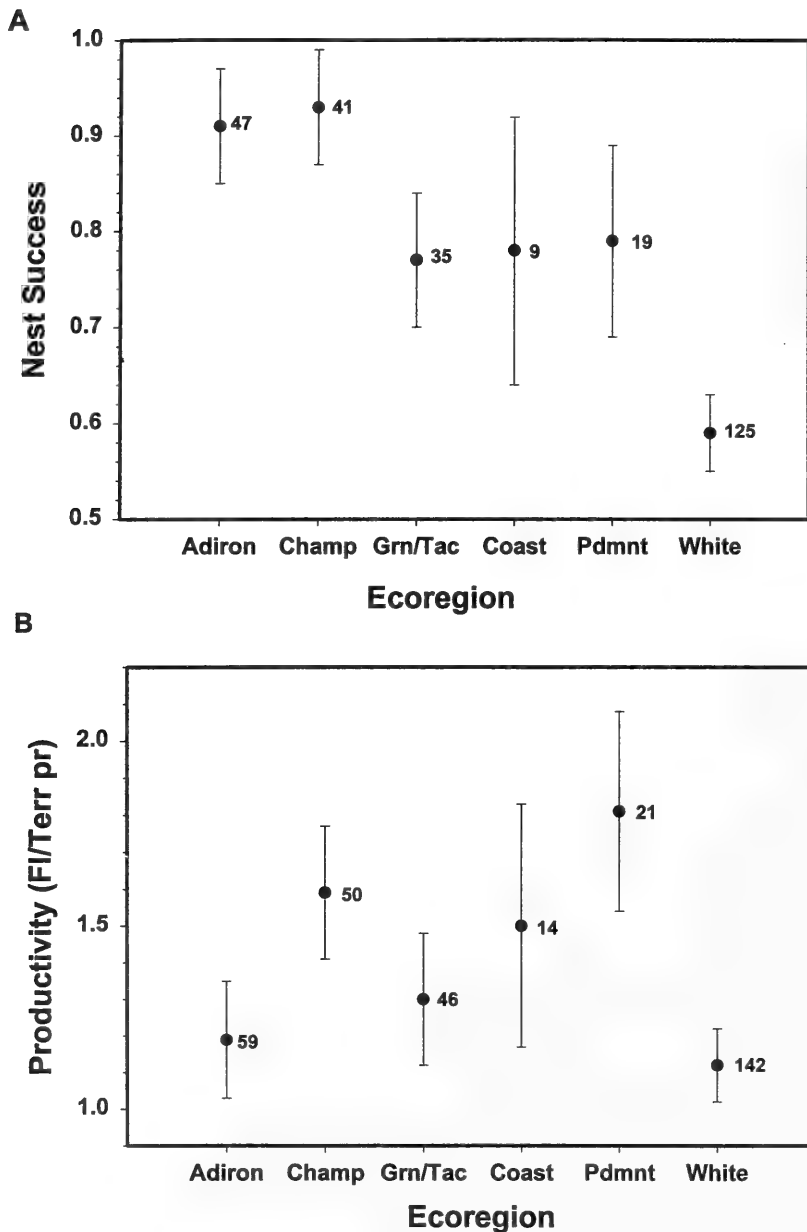 A
1.0
0.9
0.8
0.7
0.6
0.5
Nest Success
47
41
35
9
19
125
Adiron Champ Grn/Tac Coast Pdmnt White
Ecoregion
B
2.0
1.5
1.0
Productivity (Fl/Terr pr)
59
50
46
14
21
142
Adiron Champ Grn/Tac Coast Pdmnt White
Ecoregion